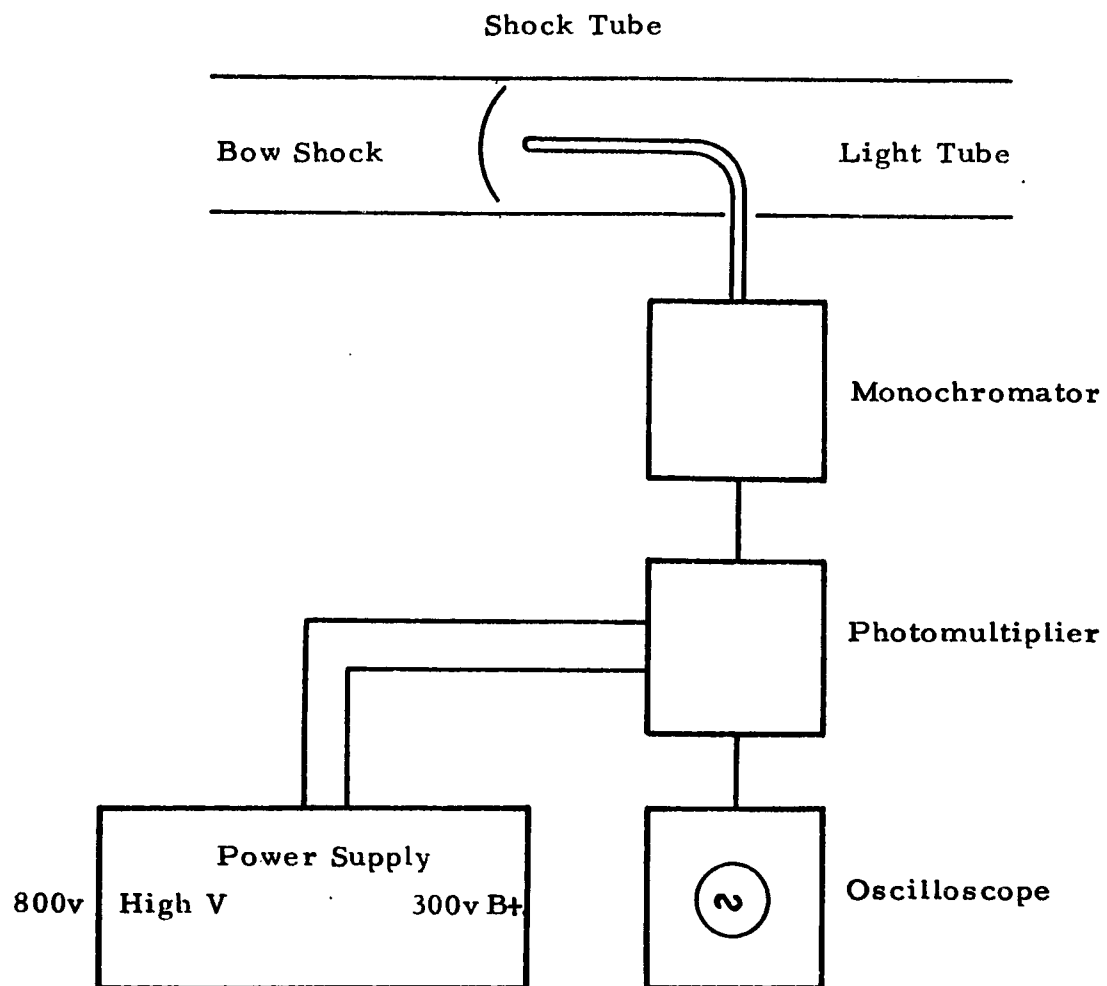 Shock Tube
Bow Shock
Light Tube
Monochromator
Photomultiplier
Power Supply
800v High V 300v B+
Oscilloscope